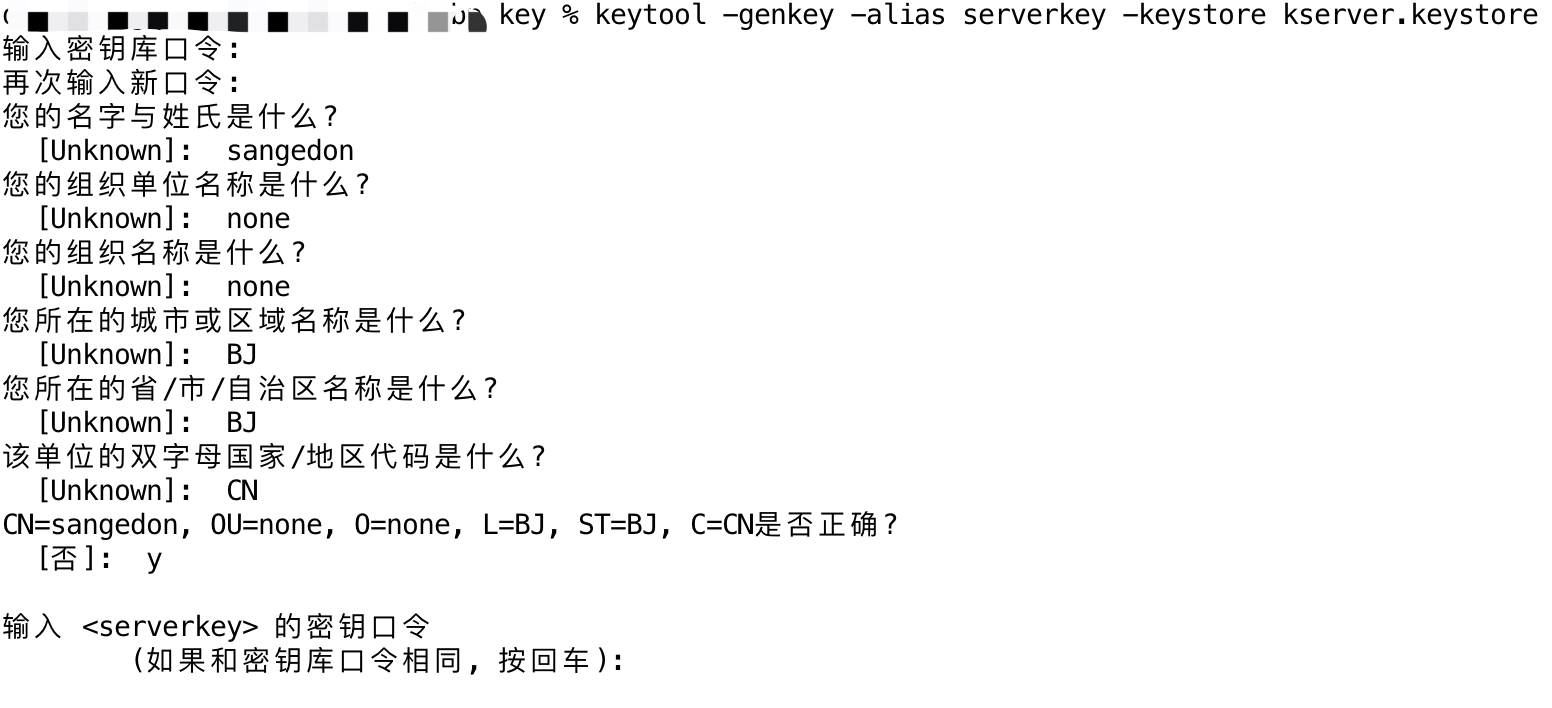 key % keytool -genkey -alias serverkey -keystore kserver.keystore
输入密钥库口令:
再次输入新口令:
您的名字与姓氏是什么?
[Unknown]: sangedon
您的组织单位名称是什么?
[Unknown]: none
您的组织名称是什么?
[Unknown]: none
您所在的城市或区域名称是什么?
[Unknown]: BJ
您所在的省/市/自治区名称是什么?
[Unknown]: BJ
该单位的双字母国家/地区代码是什么?
[Unknown]: CN
CN=sangedon, OU=none, O=none, L=BJ, ST=BJ, C=CN是否正确?
[否]: y
输入 <serverkey> 的密钥口令
(如果和密钥库口令相同, 按回车):